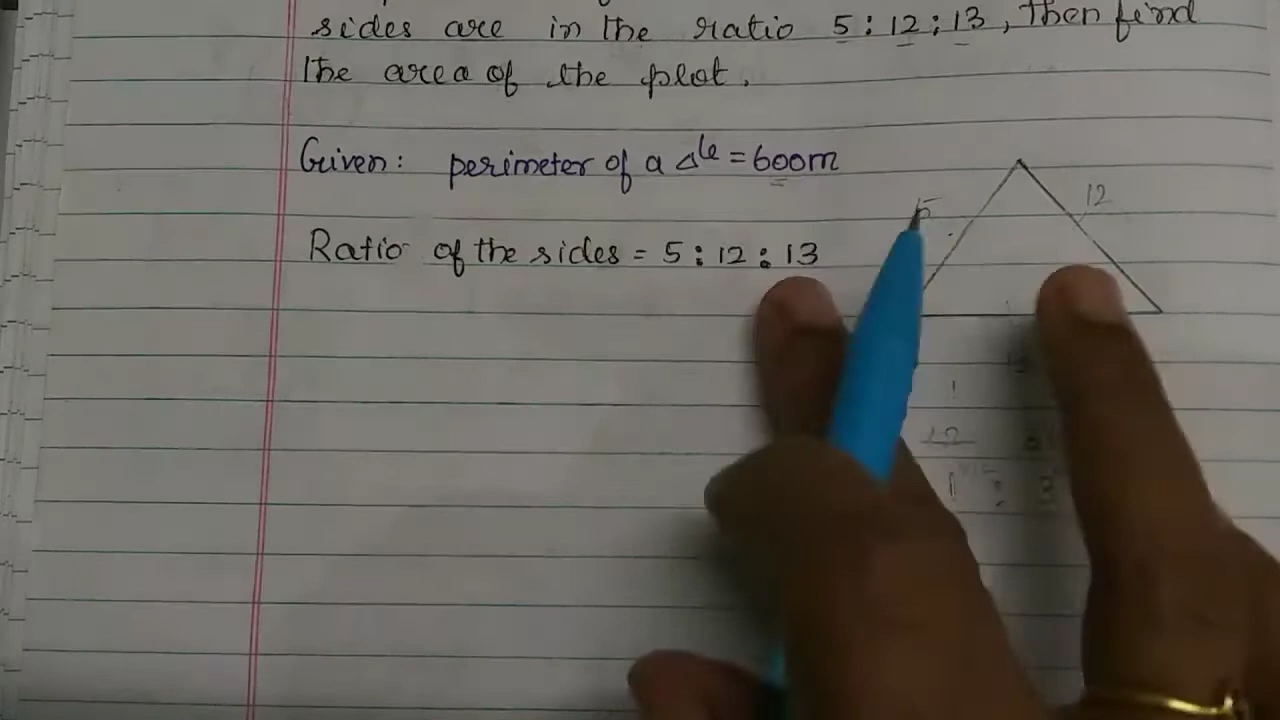 sides are in the ratio 5 : 12 : 13, then find
the area of the plot.
Given: perimeter of a Δle = 600m
12
5
Ratio of the sides = 5 : 12 : 13